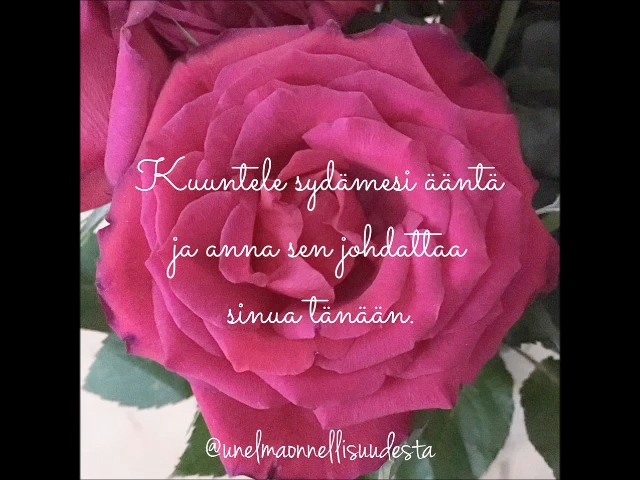 Kuuntele sydämesi ääntä
ja anna sen johdattaa
sinua tänään.
@unelmaonnellisuudesta